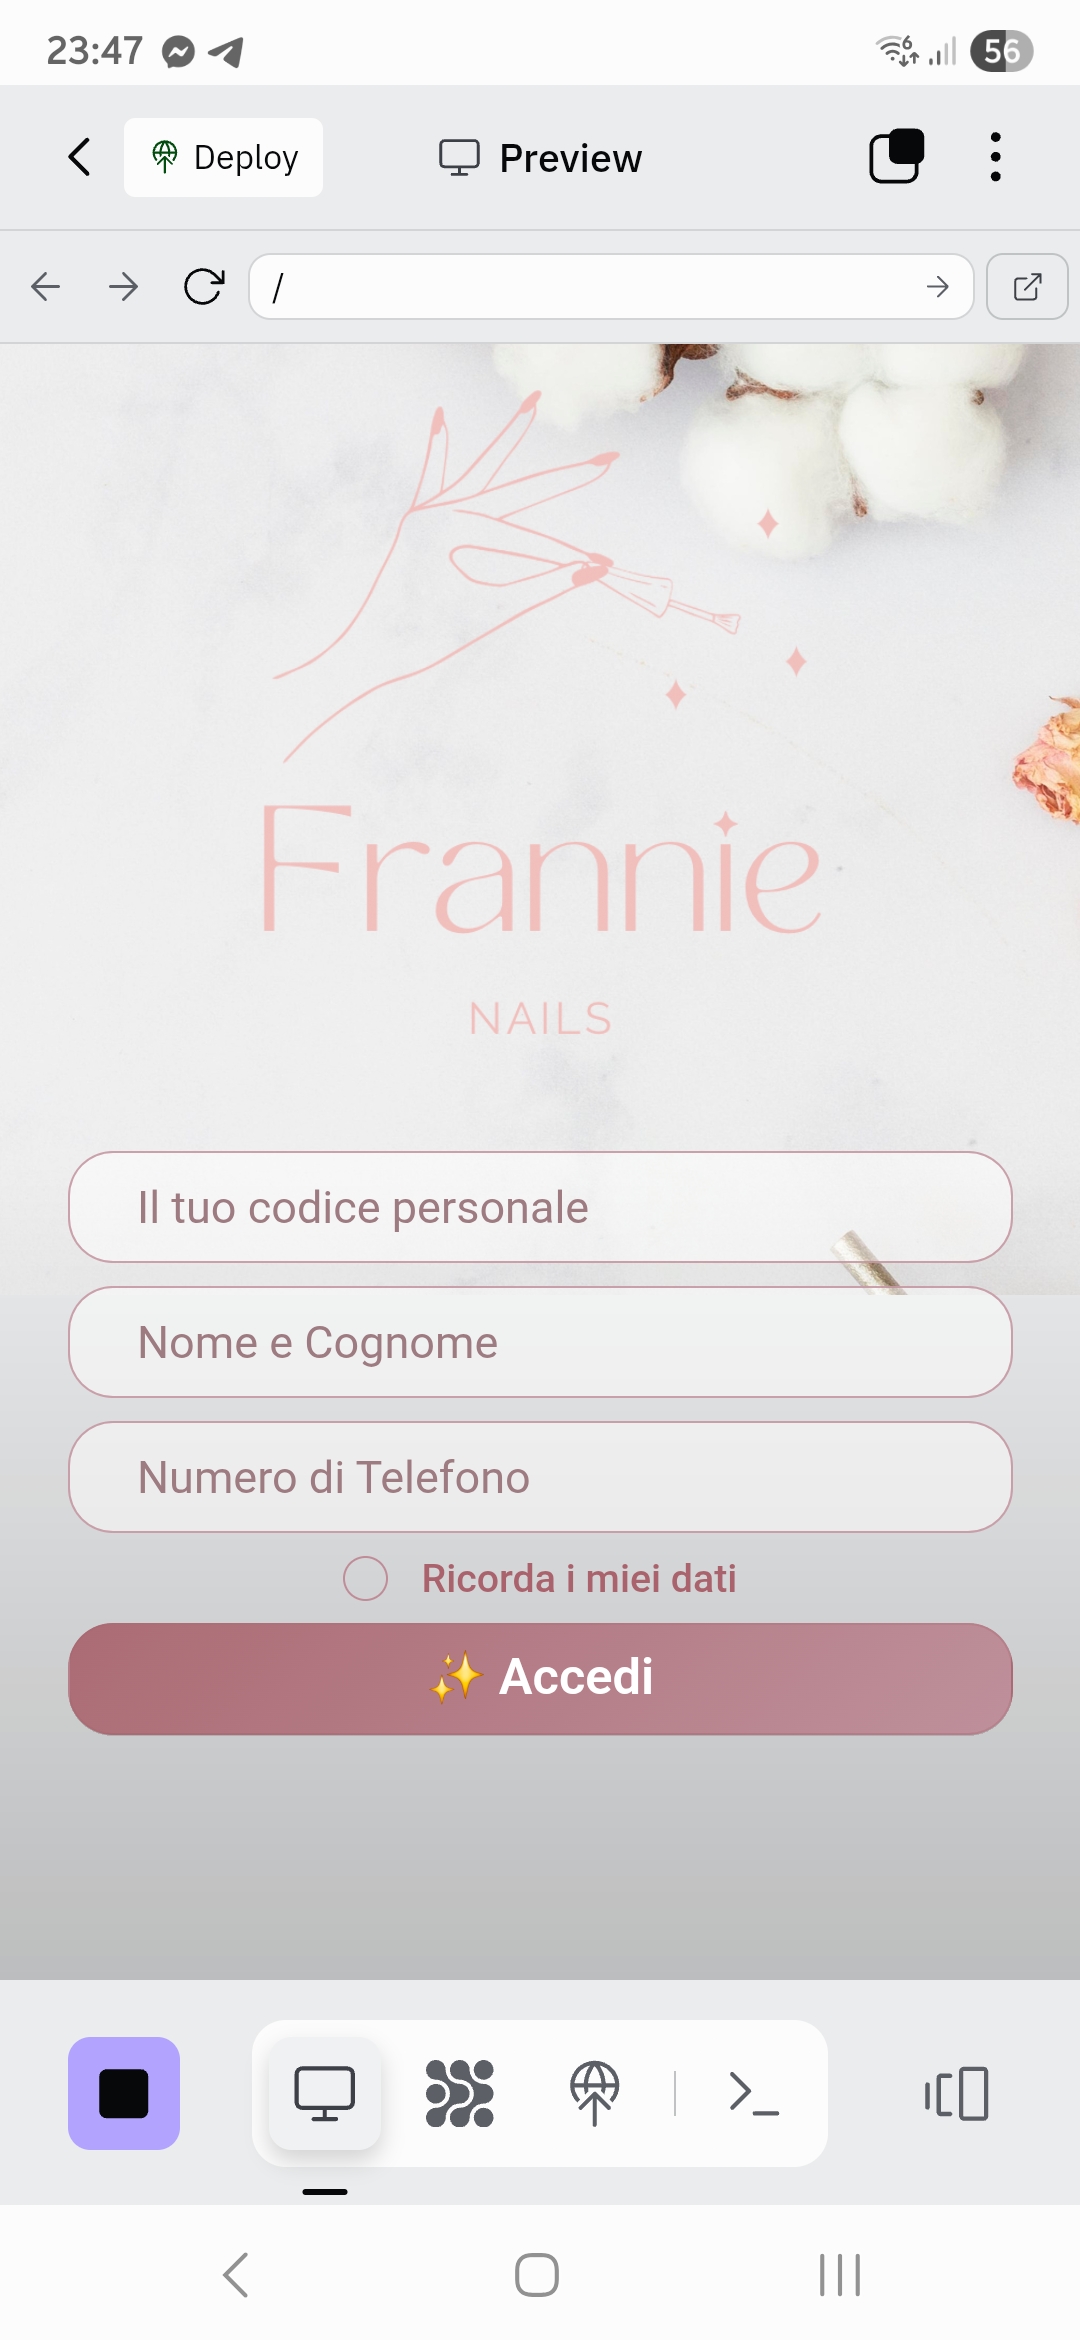 23:47
6
56
Deploy
Preview
/
Frannie
NAILS
Il tuo codice personale
Nome e Cognome
Numero di Telefono
Ricorda i miei dati
✨ Accedi